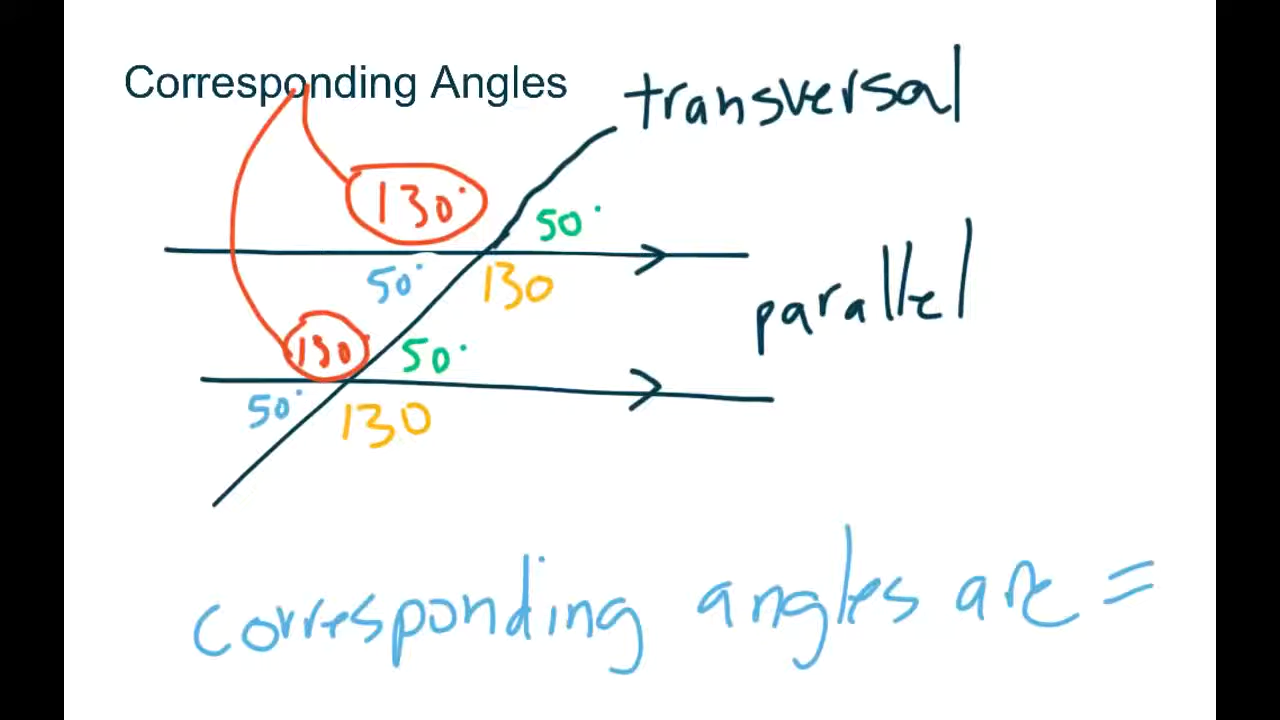 Corresponding Angles
transversal
130°
50°
50°
130
parallel
130°
50°
50°
130
corresponding angles are =